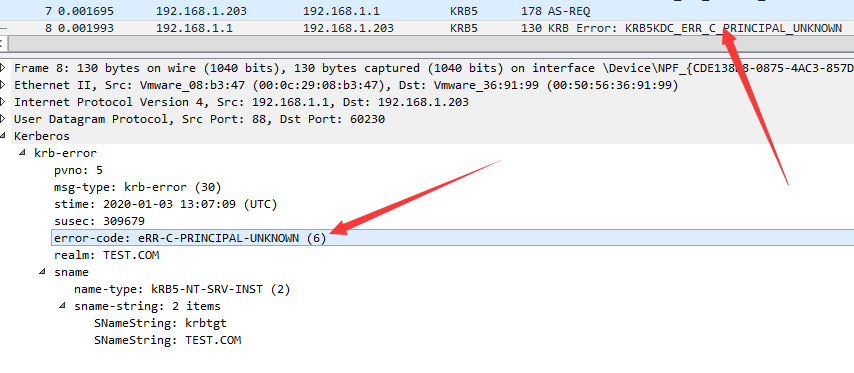 7 0.001695 192.168.1.203 192.168.1.1 KRB5 178 AS-REQ
8 0.001993 192.168.1.1 192.168.1.203 KRB5 130 KRB Error: KRB5KDC_ERR_C_PRINCIPAL_UNKNOWN
Frame 8: 130 bytes on wire (1040 bits), 130 bytes captured (1040 bits) on interface \Device\NPF_{CDE138B8-0875-4AC3-857D
Ethernet II, Src: Vmware_08:b3:47 (00:0c:29:08:b3:47), Dst: Vmware_36:91:99 (00:50:56:36:91:99)
Internet Protocol Version 4, Src: 192.168.1.1, Dst: 192.168.1.203
User Datagram Protocol, Src Port: 88, Dst Port: 60230
Kerberos
krb-error
pvno: 5
msg-type: krb-error (30)
stime: 2020-01-03 13:07:09 (UTC)
susec: 309679
error-code: eRR-C-PRINCIPAL-UNKNOWN (6)
realm: TEST.COM
sname
name-type: kRB5-NT-SRV-INST (2)
sname-string: 2 items
SNameString: krbtgt
SNameString: TEST.COM